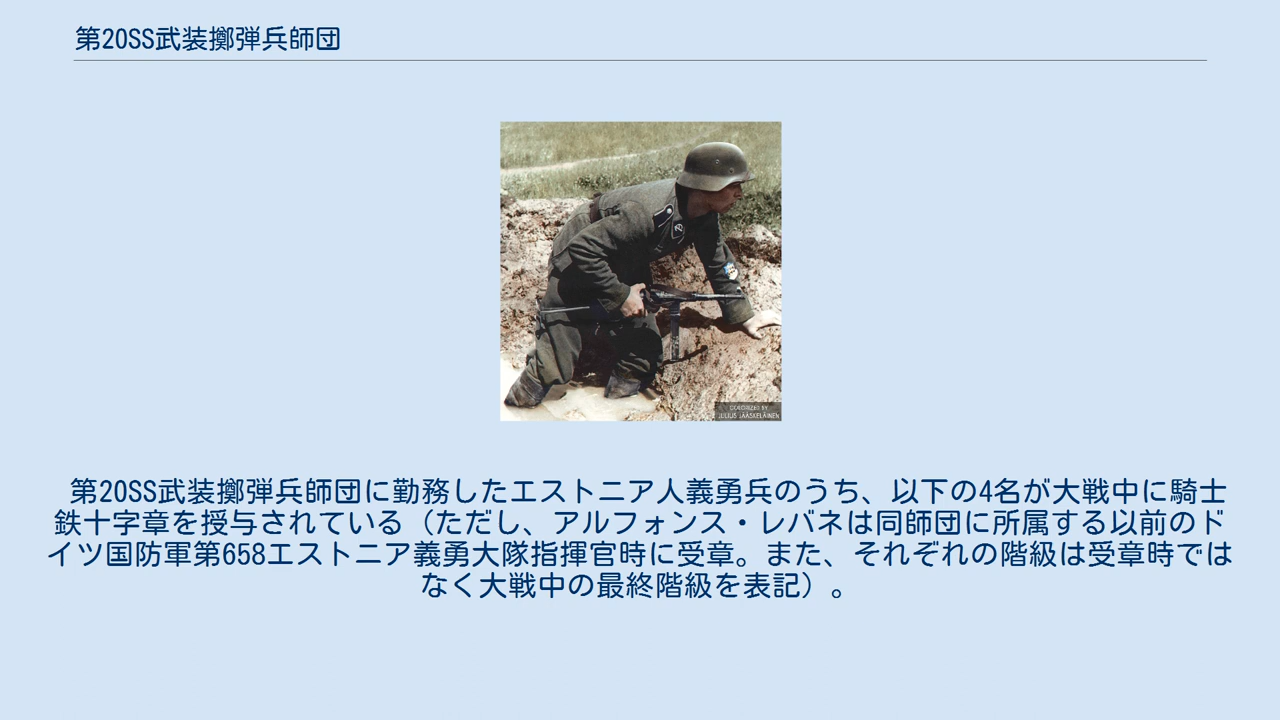 第20SS武装擲弾兵師団
COLORIZED BY
JULIUS JÄÄSKELÄINEN
第20SS武装擲弾兵師団に勤務したエストニア人義勇兵のうち、以下の4名が大戦中に騎士
鉄十字章を授与されている（ただし、アルフォンス・レバネは同師団に所属する以前のド
イツ国防軍第658エストニア義勇大隊指揮官時に受章。また、それぞれの階級は受章時では
なく大戦中の最終階級を表記）。